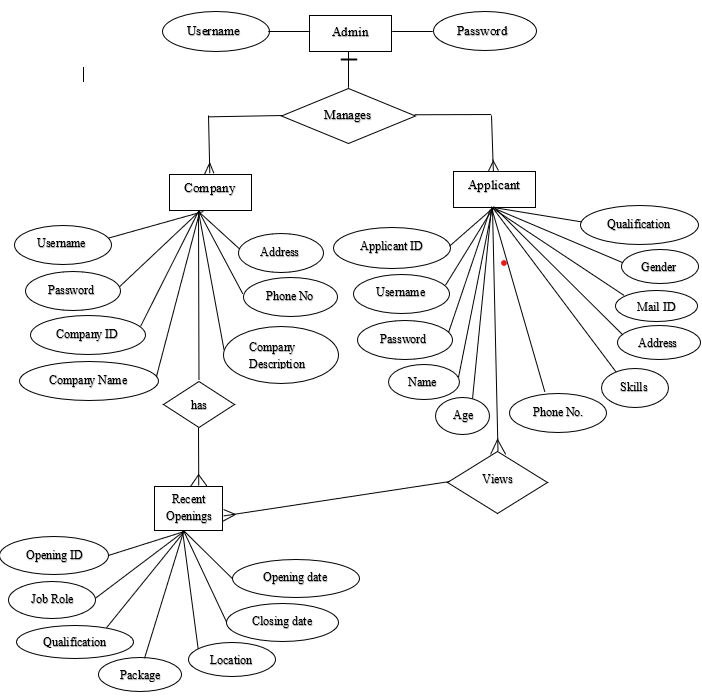 Username
Admin
Password
Manages
Company
Applicant
Username
Password
Company ID
Company Name
Address
Phone No
Company
Description
Applicant ID
Username
Password
Name
Age
Qualification
Gender
Mail ID
Address
Skills
Phone No.
has
Views
Recent
Openings
Opening ID
Job Role
Qualification
Package
Location
Closing date
Opening date